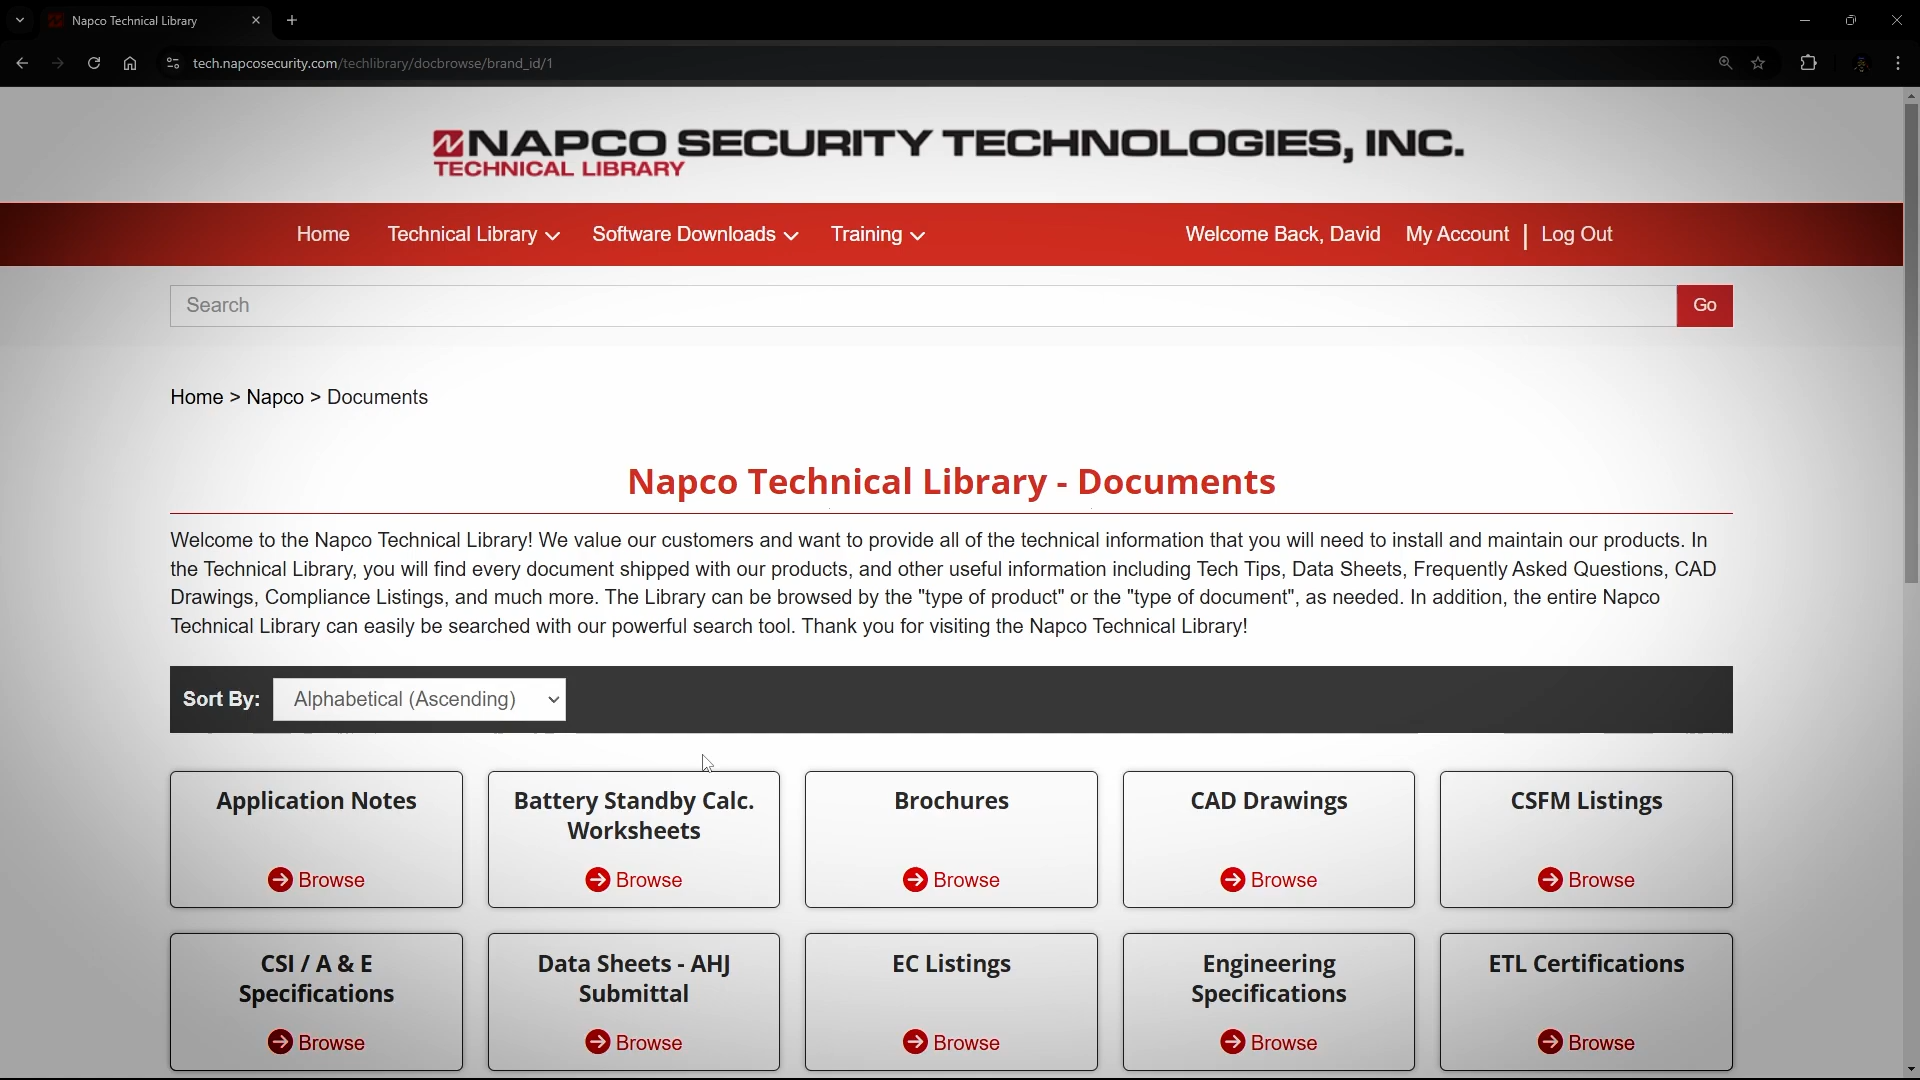 Napco Technical Library
tech.napcosecurity.com/techlibrary/docbrowse/brand_id/1
NAPCO SECURITY TECHNOLOGIES, INC.
TECHNICAL LIBRARY
Home Technical Library Software Downloads Training Welcome Back, David My Account | Log Out
Search Go
Home > Napco > Documents
Napco Technical Library - Documents
Welcome to the Napco Technical Library! We value our customers and want to provide all of the technical information that you will need to install and maintain our products. In
the Technical Library, you will find every document shipped with our products, and other useful information including Tech Tips, Data Sheets, Frequently Asked Questions, CAD
Drawings, Compliance Listings, and much more. The Library can be browsed by the "type of product" or the "type of document", as needed. In addition, the entire Napco
Technical Library can easily be searched with our powerful search tool. Thank you for visiting the Napco Technical Library!
Sort By: Alphabetical (Ascending)
Application Notes
Browse
Battery Standby Calc.
Worksheets
Browse
Brochures
Browse
CAD Drawings
Browse
CSFM Listings
Browse
CSI / A & E
Specifications
Browse
Data Sheets - AHJ
Submittal
Browse
EC Listings
Browse
Engineering
Specifications
Browse
ETL Certifications
Browse